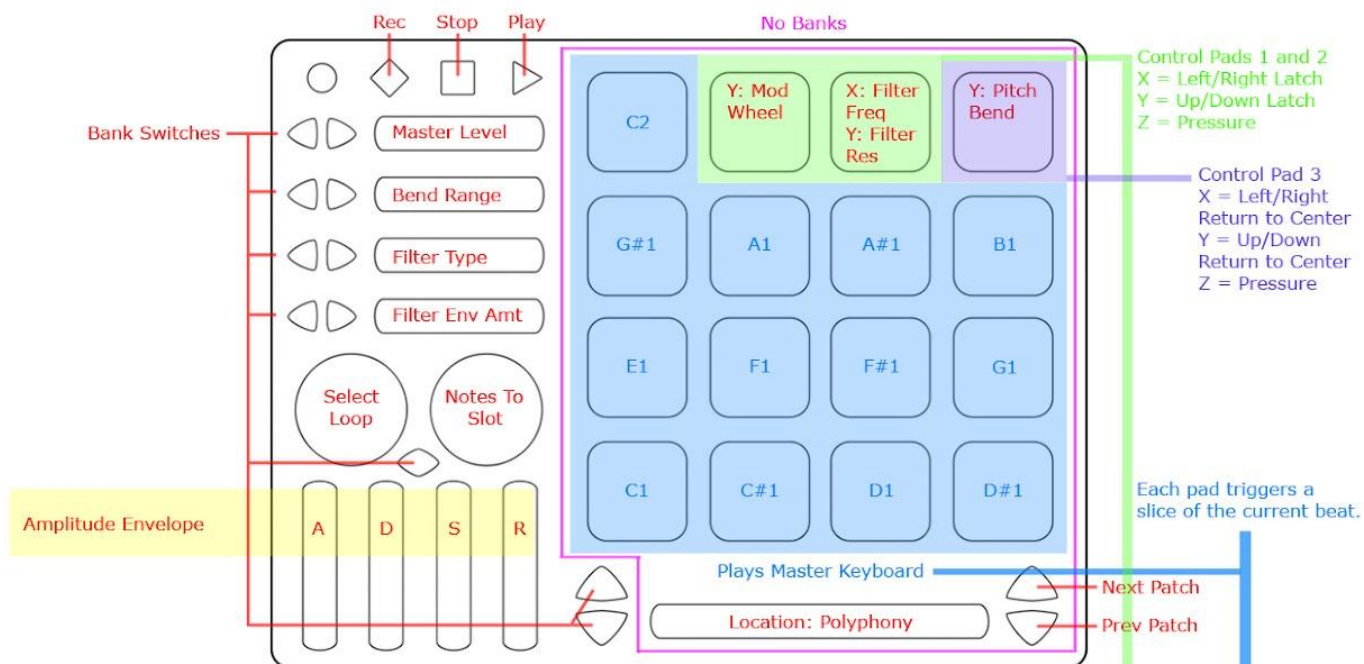 Rec
Stop
Play
No Banks
Control Pads 1 and 2
X = Left/Right Latch
Y = Up/Down Latch
Z = Pressure
Bank Switches
Master Level
C2
Y: Mod
Wheel
X: Filter
Freq
Y: Filter
Res
Y: Pitch
Bend
Control Pad 3
X = Left/Right
Return to Center
Y = Up/Down
Return to Center
Z = Pressure
Bend Range
Filter Type
Filter Env Amt
G#1
A1
A#1
B1
E1
F1
F#1
G1
Select
Loop
Notes To
Slot
C1
C#1
D1
D#1
Each pad triggers a
slice of the current beat.
Amplitude Envelope
A
D
S
R
Plays Master Keyboard
Next Patch
Location: Polyphony
Prev Patch